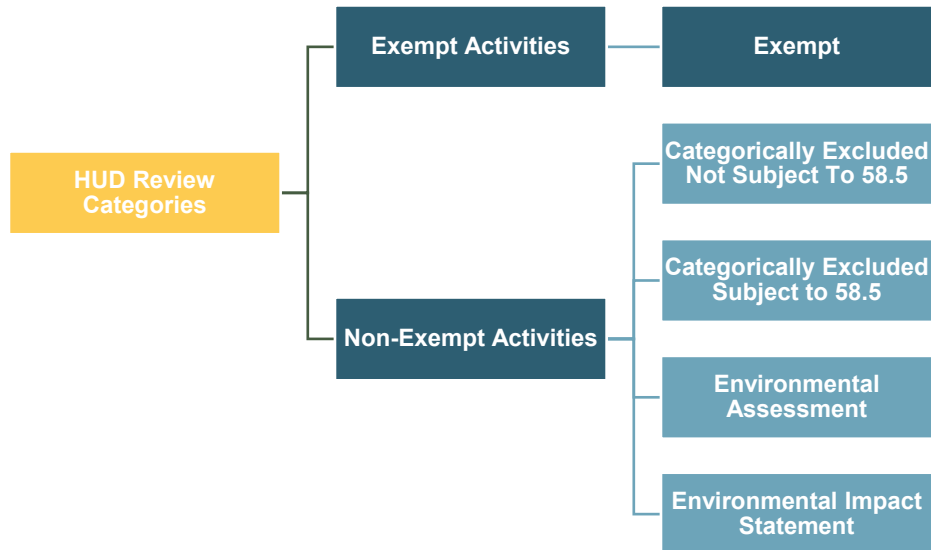 Exempt Activities
Exempt
HUD Review
Categories
Categorically Excluded
Not Subject To 58.5
Categorically Excluded
Subject to 58.5
Non-Exempt Activities
Environmental
Assessment
Environmental Impact
Statement